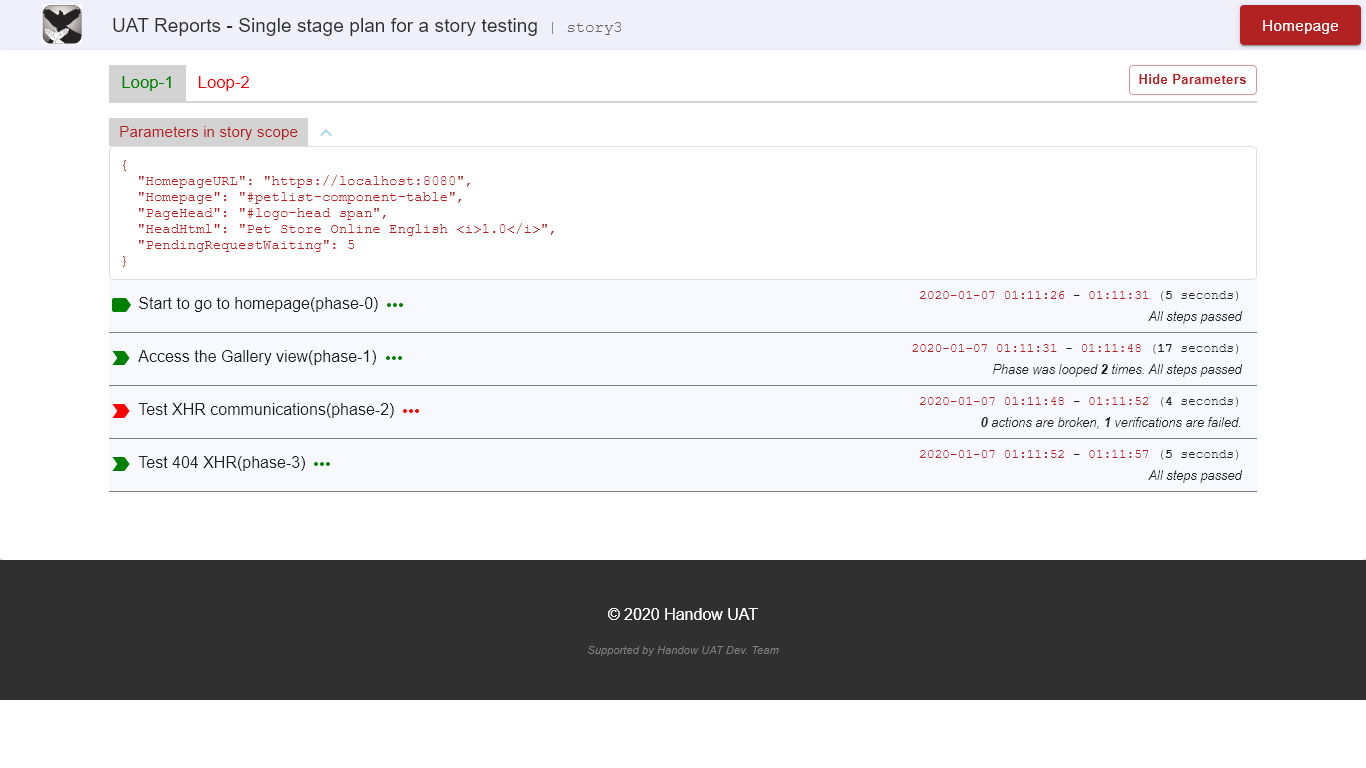 UAT Reports - Single stage plan for a story testing | story3
Homepage
Loop-1 Loop-2
Hide Parameters
Parameters in story scope
{
"HomepageURL": "https://localhost:8080",
"Homepage": "#petlist-component-table",
"PageHead": "#logo-head span",
"HeadHtml": "Pet Store Online English <i>1.0</i>",
"PendingRequestWaiting": 5
}
Start to go to homepage(phase-0)
2020-01-07 01:11:26 - 01:11:31 (5 seconds)
All steps passed
Access the Gallery view(phase-1)
2020-01-07 01:11:31 - 01:11:48 (17 seconds)
Phase was looped 2 times. All steps passed
Test XHR communications(phase-2)
2020-01-07 01:11:48 - 01:11:52 (4 seconds)
0 actions are broken, 1 verifications are failed.
Test 404 XHR(phase-3)
2020-01-07 01:11:52 - 01:11:57 (5 seconds)
All steps passed
© 2020 Handow UAT
Supported by Handow UAT Dev. Team